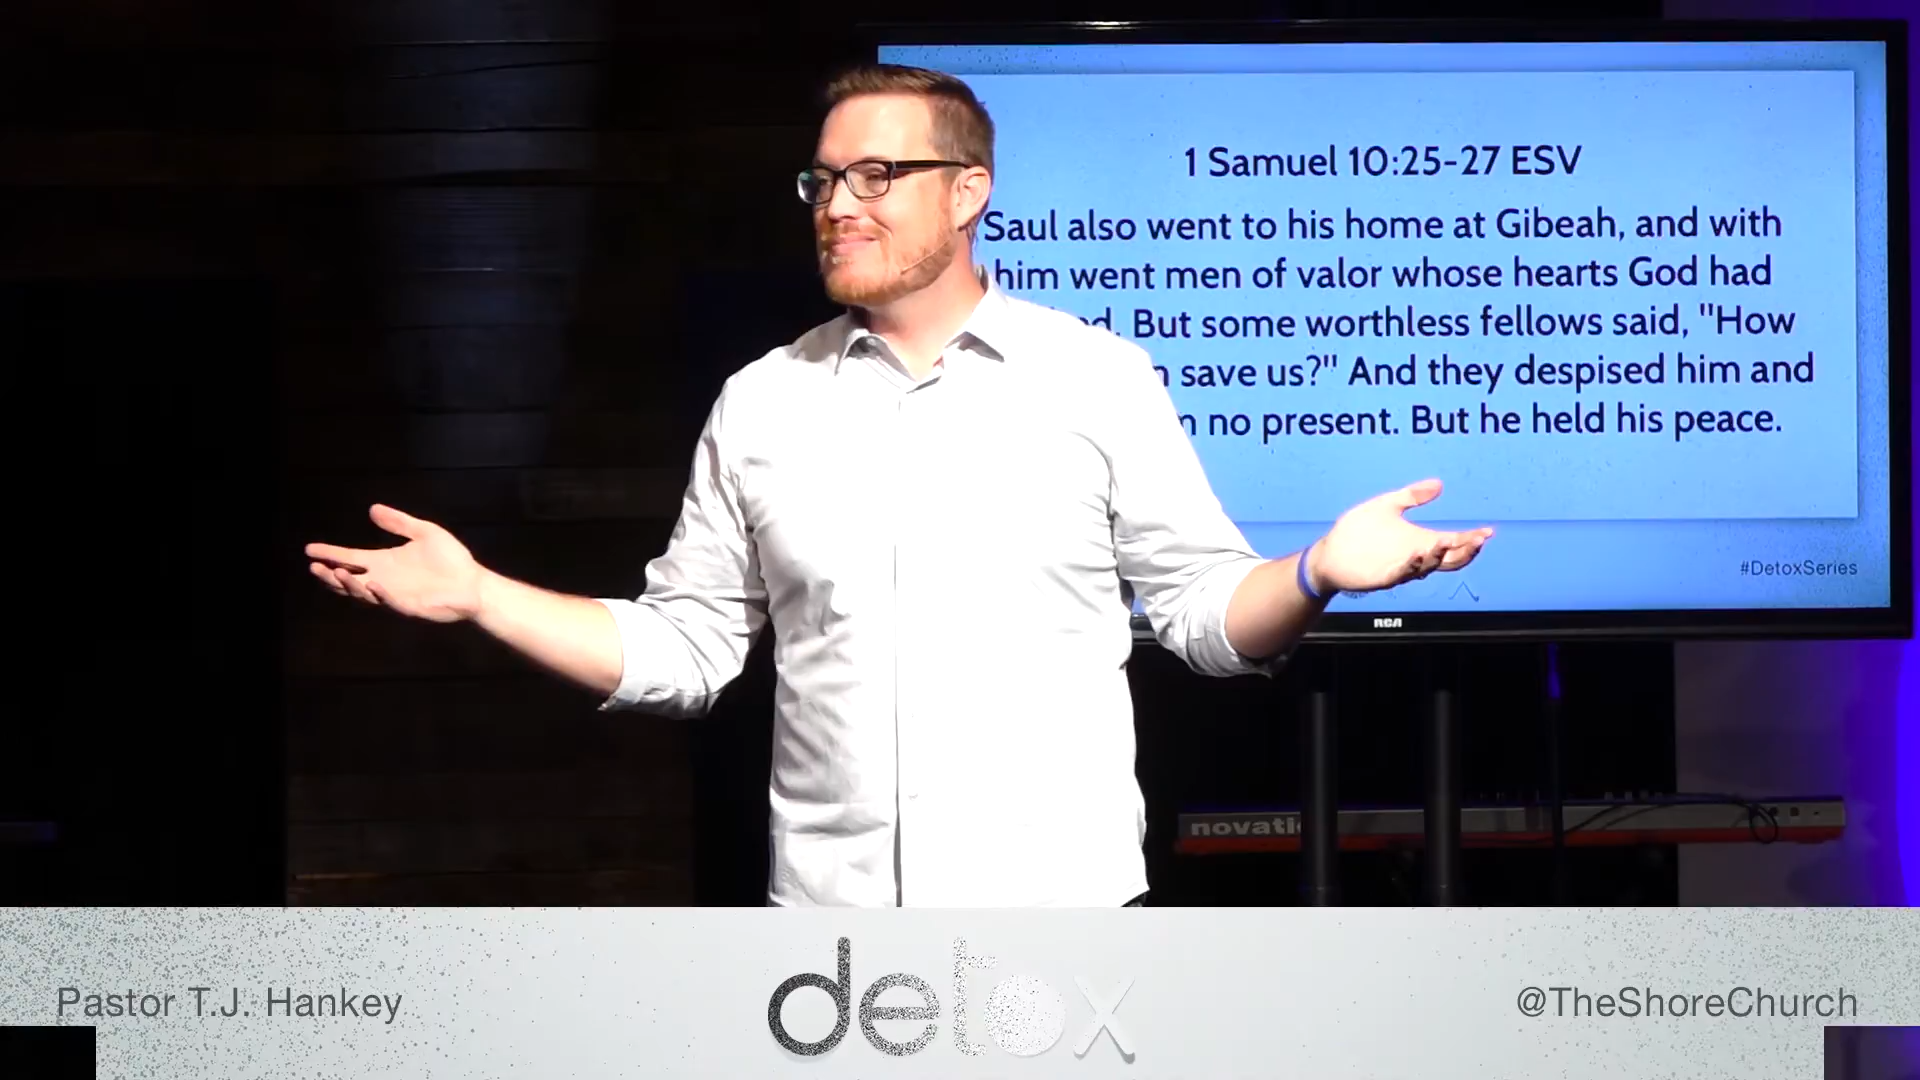 1 Samuel 10:25-27 ESV
Saul also went to his home at Gibeah, and with
him went men of valor whose hearts God had
But some worthless fellows said, "How
save us?" And they despised him and
no present. But he held his peace.
#DetoxSeries
RCA
Pastor T.J. Hankey
detox
@TheShoreChurch